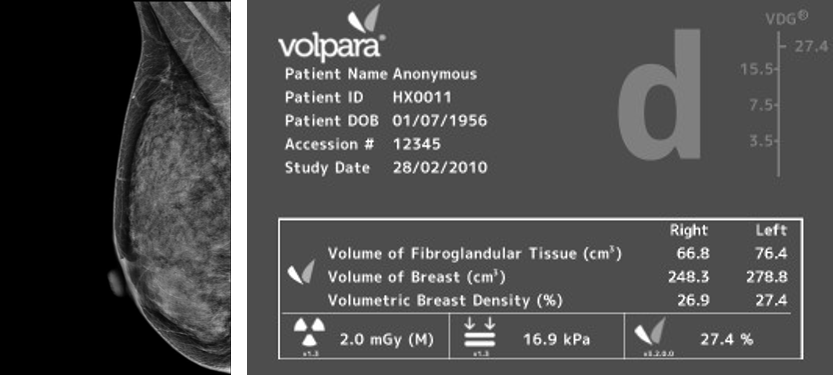 volpara®
Patient Name Anonymous
Patient ID HX0011
Patient DOB 01/07/1956
Accession # 12345
Study Date 28/02/2010
d
VDG®
27.4
15.5
7.5
3.5
Right Left
Volume of Fibroglandular Tissue (cm³) 66.8 76.4
Volume of Breast (cm³) 248.3 278.8
Volumetric Breast Density (%) 26.9 27.4
2.0 mGy (M) 16.9 kPa 27.4 %
v1.3 v1.3 v3.2.0.0